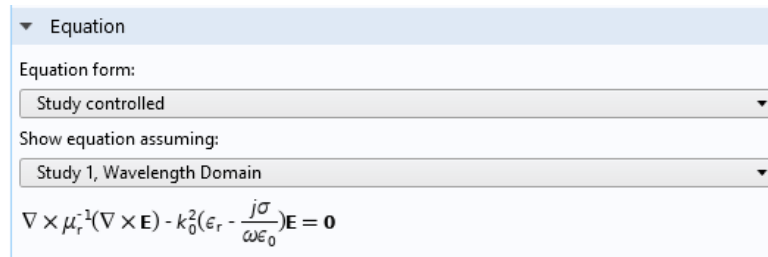 Equation
Equation form:
Study controlled
Show equation assuming:
Study 1, Wavelength Domain
∇ × μᵣ⁻¹(∇ × E) - k₀²(ϵᵣ - jσ/ωϵ₀)E = 0